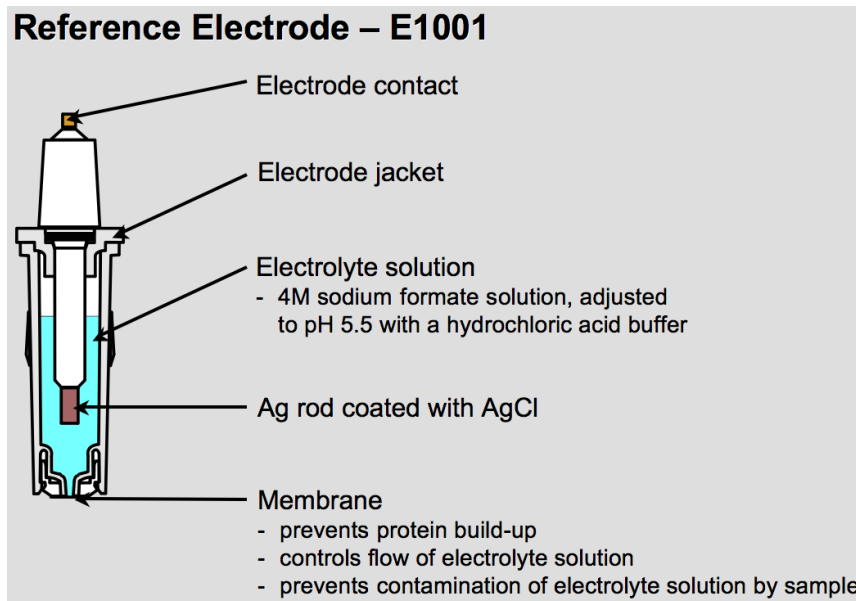 Reference Electrode – E1001
Electrode contact
Electrode jacket
Electrolyte solution
- 4M sodium formate solution, adjusted
to pH 5.5 with a hydrochloric acid buffer
Ag rod coated with AgCl
Membrane
- prevents protein build-up
- controls flow of electrolyte solution
- prevents contamination of electrolyte solution by sample